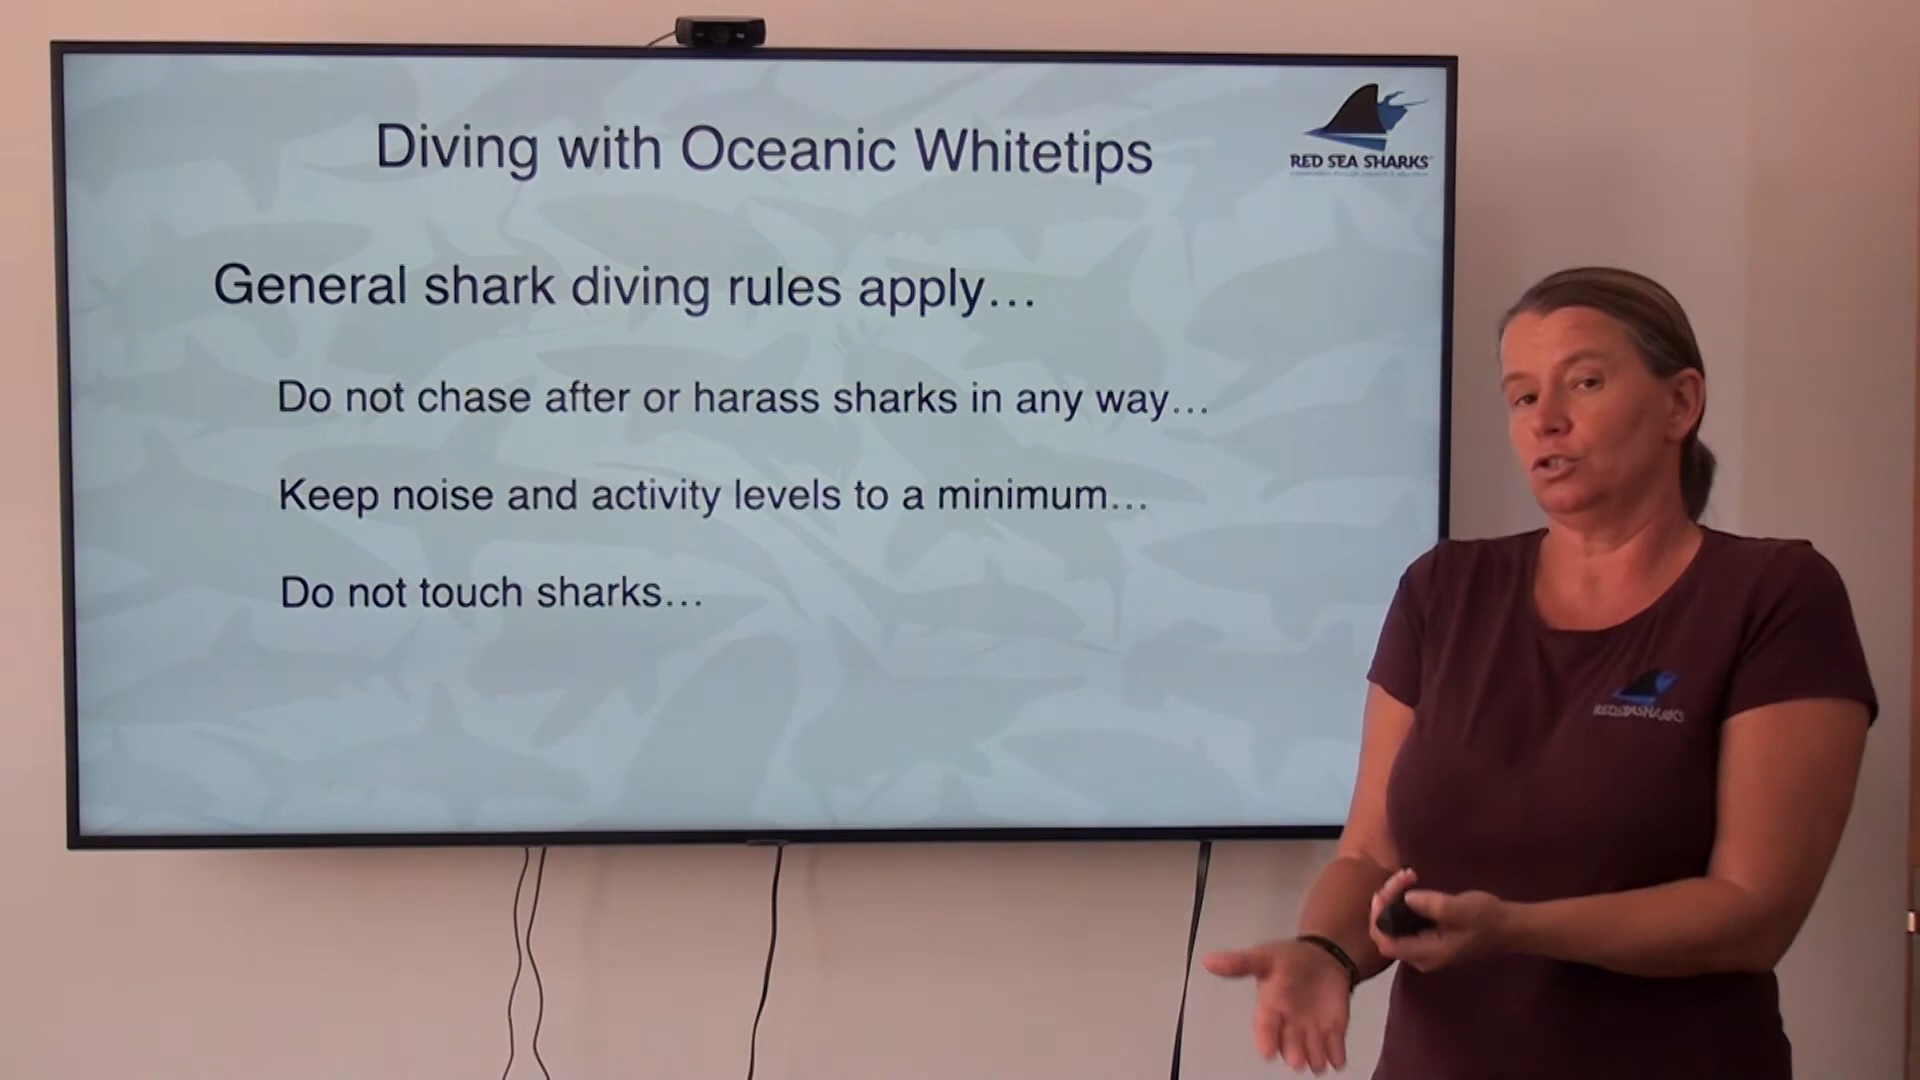 Diving with Oceanic Whitetips
RED SEA SHARKS
General shark diving rules apply…
Do not chase after or harass sharks in any way…
Keep noise and activity levels to a minimum…
Do not touch sharks…
REDSEASHARKS